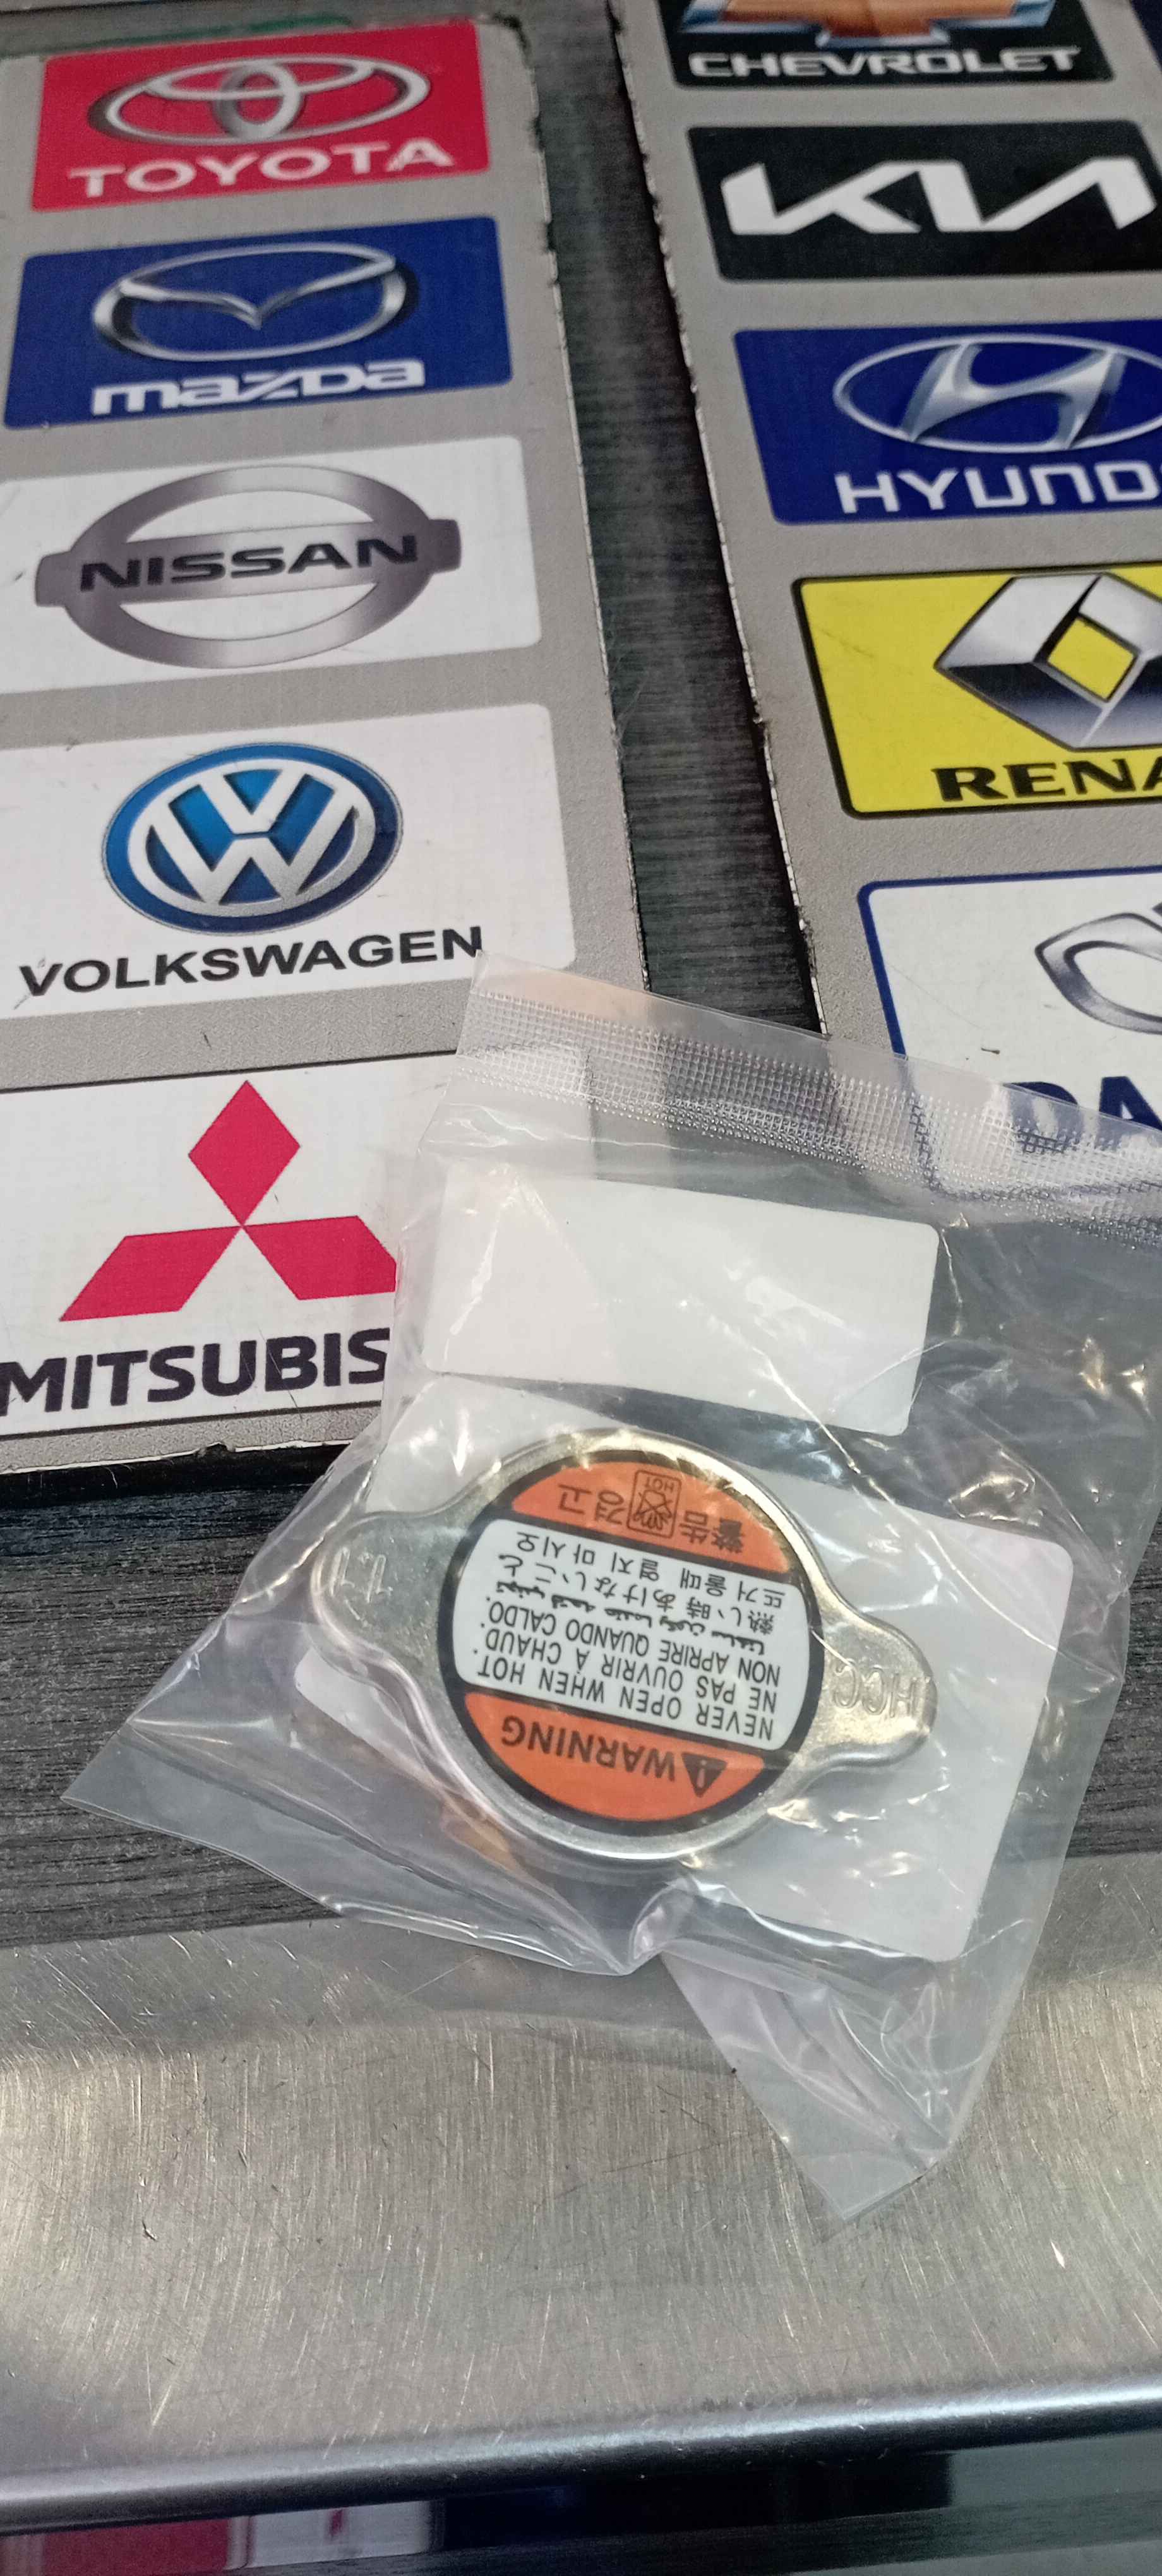 TOYOTA
mazDa
NISSAN
VOLKSWAGEN
MITSUBIS
CHEVROLET
KIA
HYUND
RENA
DA
WARNING
NEVER OPEN WHEN HOT
NE PAS OUVRIR À CHAUD.
NON APRIRE QUANDO CALDO.
熱い時あけないこと
뜨거울때 열지 마시오
警告 경고
HOT
HCC
1.1